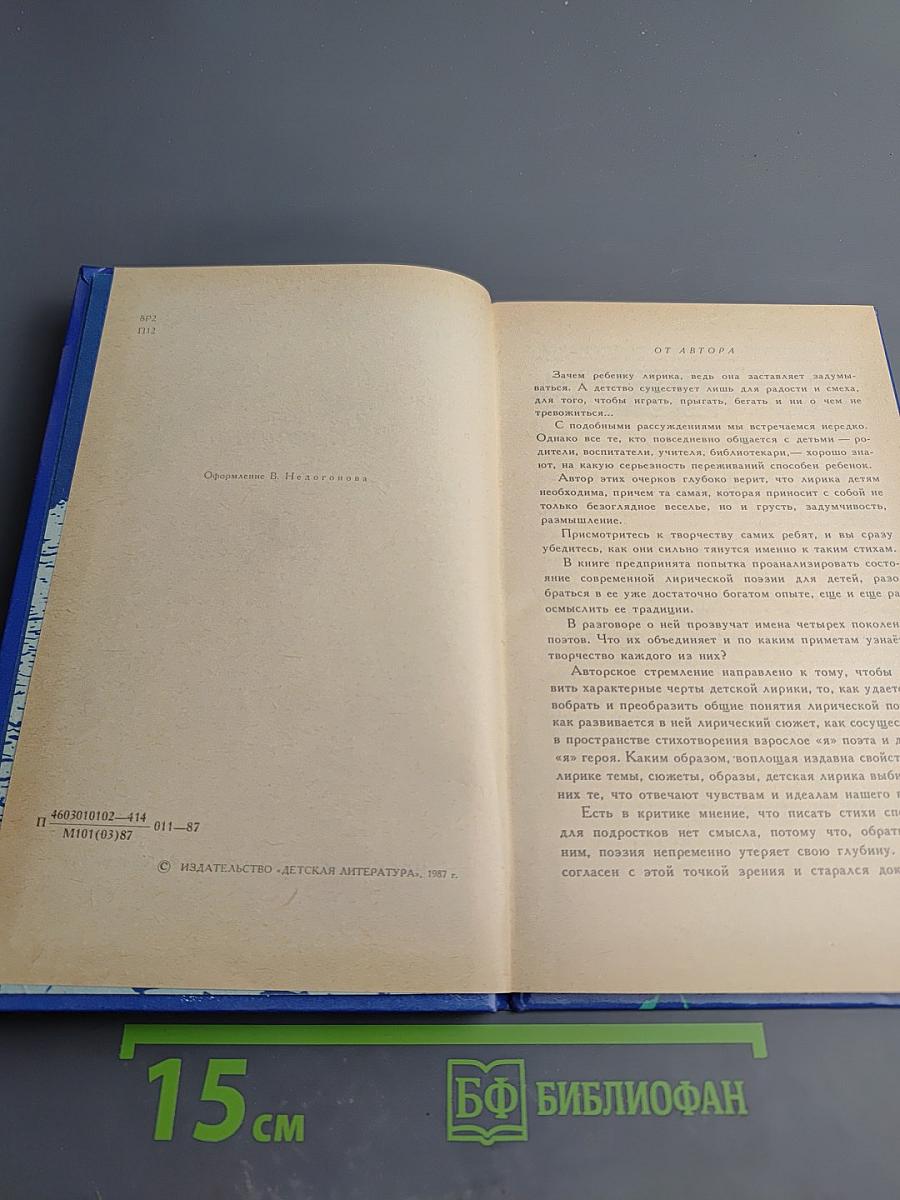 8Р2
П12
Оформление В. Недогонова
П 4603010102—414 011—87
М101(03)87
© ИЗДАТЕЛЬСТВО «ДЕТСКАЯ ЛИТЕРАТУРА», 1987 г.
ОТ АВТОРА
Зачем ребенку лирика, ведь она заставляет задумы-
ваться. А детство существует лишь для радости и смеха,
для того, чтобы играть, прыгать, бегать и ни о чем не
тревожиться...
С подобными рассуждениями мы встречаемся нередко.
Однако все те, кто повседневно общается с детьми — ро-
дители, воспитатели, учителя, библиотекари,— хорошо зна-
ют, на какую серьезность переживаний способен ребенок.
Автор этих очерков глубоко верит, что лирика детям
необходима, причем та самая, которая приносит с собой не
только безоглядное веселье, но и грусть, задумчивость,
размышление.
Присмотритесь к творчеству самих ребят, и вы сразу
убедитесь, как они сильно тянутся именно к таким стихам.
В книге предпринята попытка проанализировать состо-
яние современной лирической поэзии для детей, разо
браться в ее уже достаточно богатом опыте, еще и еще ра
осмыслить ее традиции.
В разговоре о ней прозвучат имена четырех поколен
поэтов. Что их объединяет и по каким приметам узнаё
творчество каждого из них?
Авторское стремление направлено к тому, чтобы
вить характерные черты детской лирики, то, как удаетс
вобрать и преобразить общие понятия лирической по
как развивается в ней лирический сюжет, как сосущес
в пространстве стихотворения взрослое «я» поэта и д
«я» героя. Каким образом, воплощая издавна свойст
лирике темы, сюжеты, образы, детская лирика выби
них те, что отвечают чувствам и идеалам нашего в
Есть в критике мнение, что писать стихи спе
для подростков нет смысла, потому что, обрат
ним, поэзия непременно утеряет свою глубину.
согласен с этой точкой зрения и старался док
15 см
БФ БИБЛИОФАН